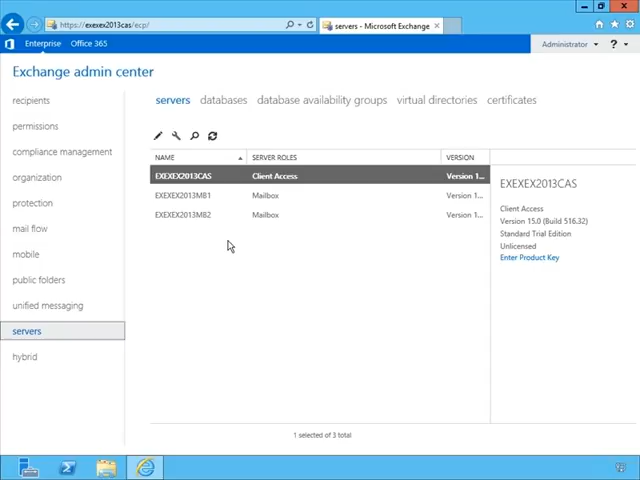 https://exexex2013cas/ecp/
servers - Microsoft Exchange
Enterprise Office 365
Administrator
?
Exchange admin center
recipients
permissions
compliance management
organization
protection
mail flow
mobile
public folders
unified messaging
servers
hybrid
servers databases database availability groups virtual directories certificates
NAME SERVER ROLES VERSION
EXEXEX2013CAS Client Access Version 1...
EXEXEX2013MB1 Mailbox Version 1...
EXEXEX2013MB2 Mailbox Version 1...
EXEXEX2013CAS
Client Access
Version 15.0 (Build 516.32)
Standard Trial Edition
Unlicensed
Enter Product Key
1 selected of 3 total